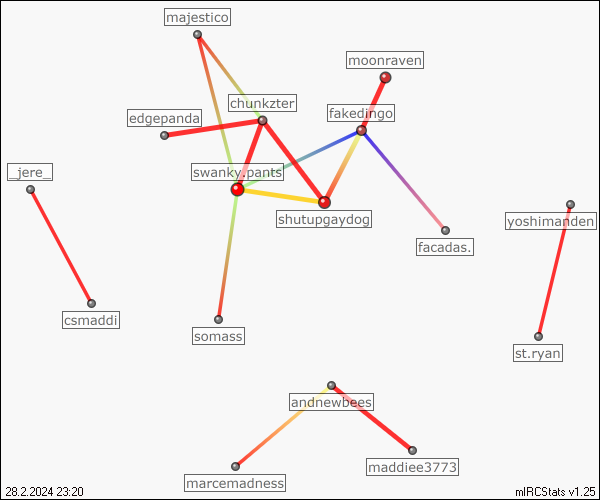 majestico
moonraven
chunkzter
edgepanda
fakedingo
_jere_
swanky.pants
shutupgaydog
yoshimanden
facadas.
csmaddi
somass
st.ryan
andnewbees
maddiee3773
marcemadness
28.2.2024 23:20
mIRCStats v1.25